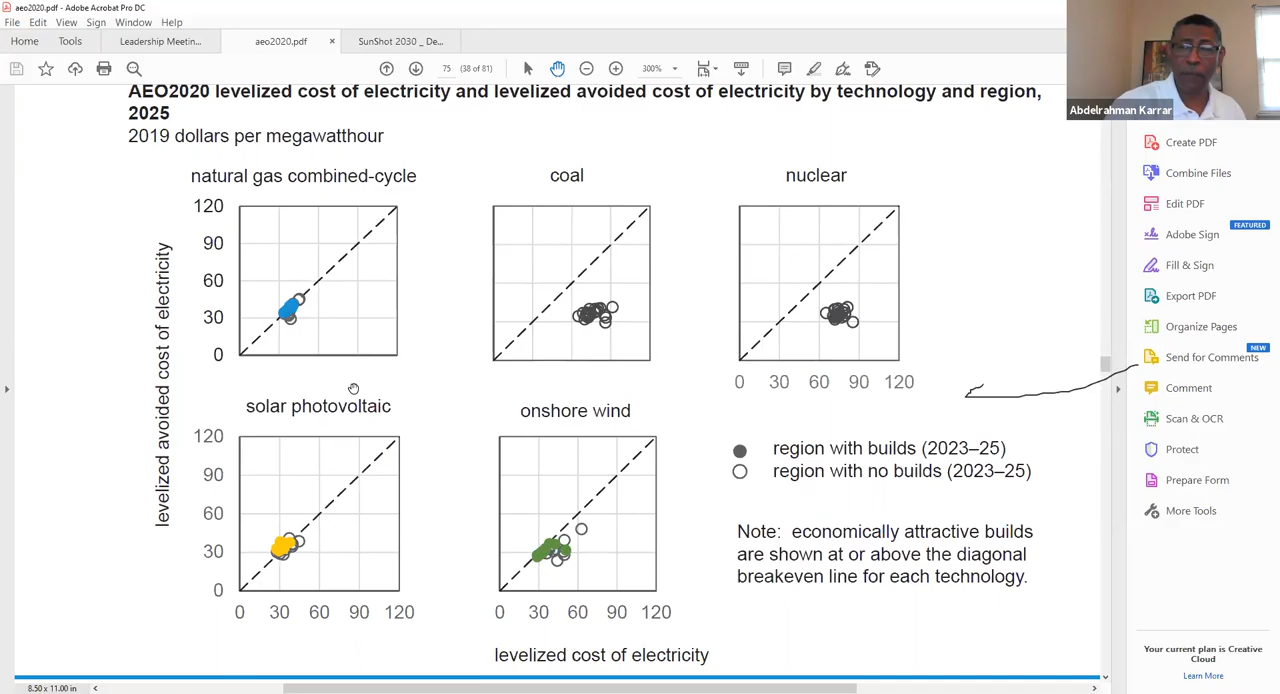 aeo2020.pdf - Adobe Acrobat Pro DC
File Edit View Sign Window Help
Home Tools Leadership Meetin... aeo2020.pdf × SunShot 2030 _ De...
75 (38 of 81) 300%
Abdelrahman Karrar
AEO2020 levelized cost of electricity and levelized avoided cost of electricity by technology and region,
2025
2019 dollars per megawatthour
natural gas combined-cycle
coal
nuclear
levelized avoided cost of electricity
120
90
60
30
0
0 30 60 90 120
solar photovoltaic
onshore wind
120
90
60
30
0
0 30 60 90 120
0 30 60 90 120
levelized cost of electricity
region with builds (2023–25)
region with no builds (2023–25)
Note: economically attractive builds
are shown at or above the diagonal
breakeven line for each technology.
Create PDF
Combine Files
Edit PDF
FEATURED
Adobe Sign
Fill & Sign
Export PDF
Organize Pages
NEW
Send for Comments
Comment
Scan & OCR
Protect
Prepare Form
More Tools
Your current plan is Creative
Cloud
Learn More
8.50 x 11.00 in